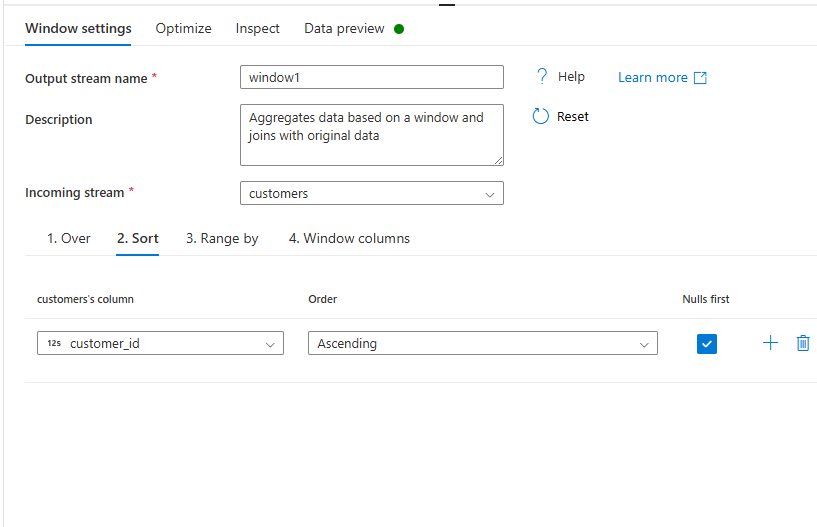 Window settings Optimize Inspect Data preview
Output stream name * window1 ? Help Learn more
Description Aggregates data based on a window and joins with original data Reset
Incoming stream * customers
1. Over 2. Sort 3. Range by 4. Window columns
customers's column Order Nulls first
12s customer_id Ascending